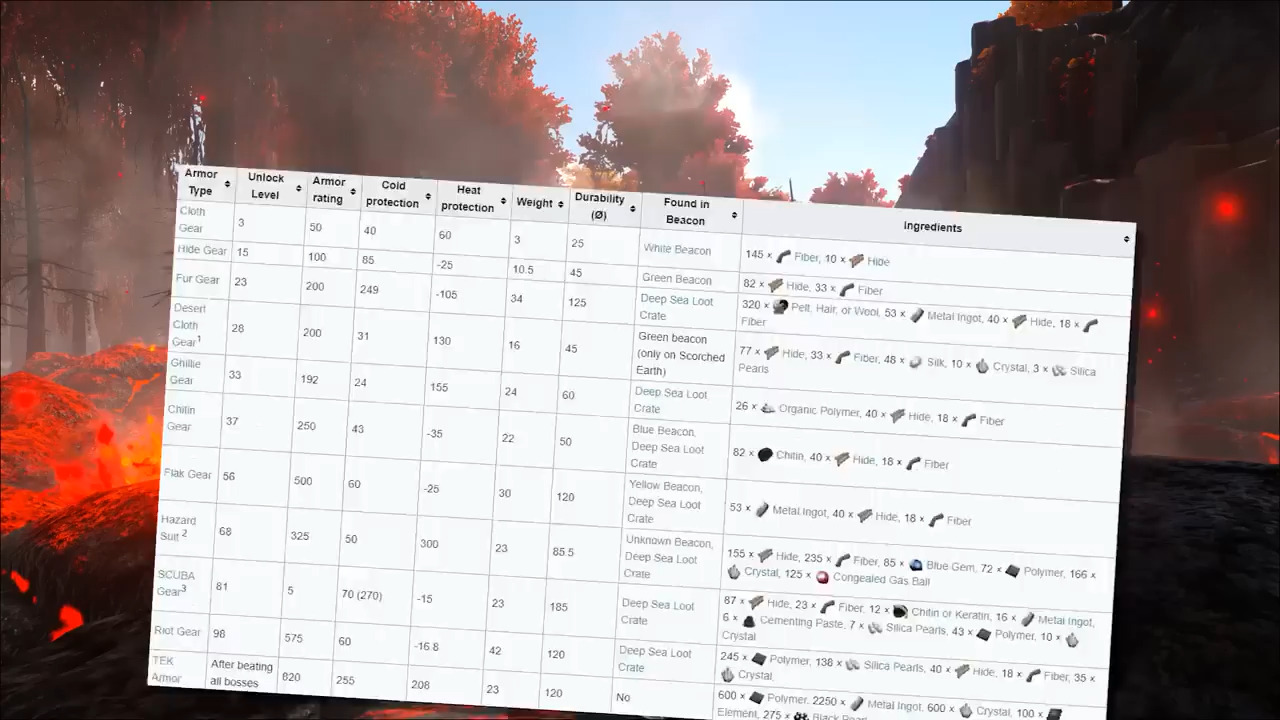 Armor Type Unlock Level Armor rating Cold protection Heat protection Weight Durability (Ø) Found in Beacon Ingredients
Cloth Gear 3 50 40 60 3 25 White Beacon 145 × Fiber, 10 × Hide
Hide Gear 15 100 85 -25 10.5 45 Green Beacon 82 × Hide, 33 × Fiber
Fur Gear 23 200 249 -105 34 125 Deep Sea Loot Crate 320 × Pelt, Hair, or Wool, 53 × Metal Ingot, 40 × Hide, 18 × Fiber
Desert Cloth Gear1 28 200 31 130 16 45 Green beacon (only on Scorched Earth) 77 × Hide, 33 × Fiber, 48 × Silk, 10 × Crystal, 3 × Silica Pearls
Ghillie Gear 33 192 24 155 24 60 Deep Sea Loot Crate 26 × Organic Polymer, 40 × Hide, 18 × Fiber
Chitin Gear 37 250 43 -35 22 50 Blue Beacon, Deep Sea Loot Crate 82 × Chitin, 40 × Hide, 18 × Fiber
Flak Gear 56 500 60 -25 30 120 Yellow Beacon, Deep Sea Loot Crate 53 × Metal Ingot, 40 × Hide, 18 × Fiber
Hazard Suit 2 68 325 50 300 23 85.5 Unknown Beacon, Deep Sea Loot Crate 155 × Hide, 235 × Fiber, 85 × Blue Gem, 72 × Polymer, 166 × Crystal, 125 × Congealed Gas Ball
SCUBA Gear3 81 5 70 (270) -15 23 185 Deep Sea Loot Crate 87 × Hide, 23 × Fiber, 12 × Chitin or Keratin, 16 × Metal Ingot, 6 × Cementing Paste, 7 × Silica Pearls, 43 × Polymer, 10 × Crystal
Riot Gear 98 575 60 -16.8 42 120 Deep Sea Loot Crate 245 × Polymer, 138 × Silica Pearls, 40 × Hide, 18 × Fiber, 35 × Crystal,
TEK Armor After beating all bosses 820 255 208 23 120 No 600 × Polymer, 2250 × Metal Ingot, 600 × Crystal, 100 × Element, 275 × Black Pearl